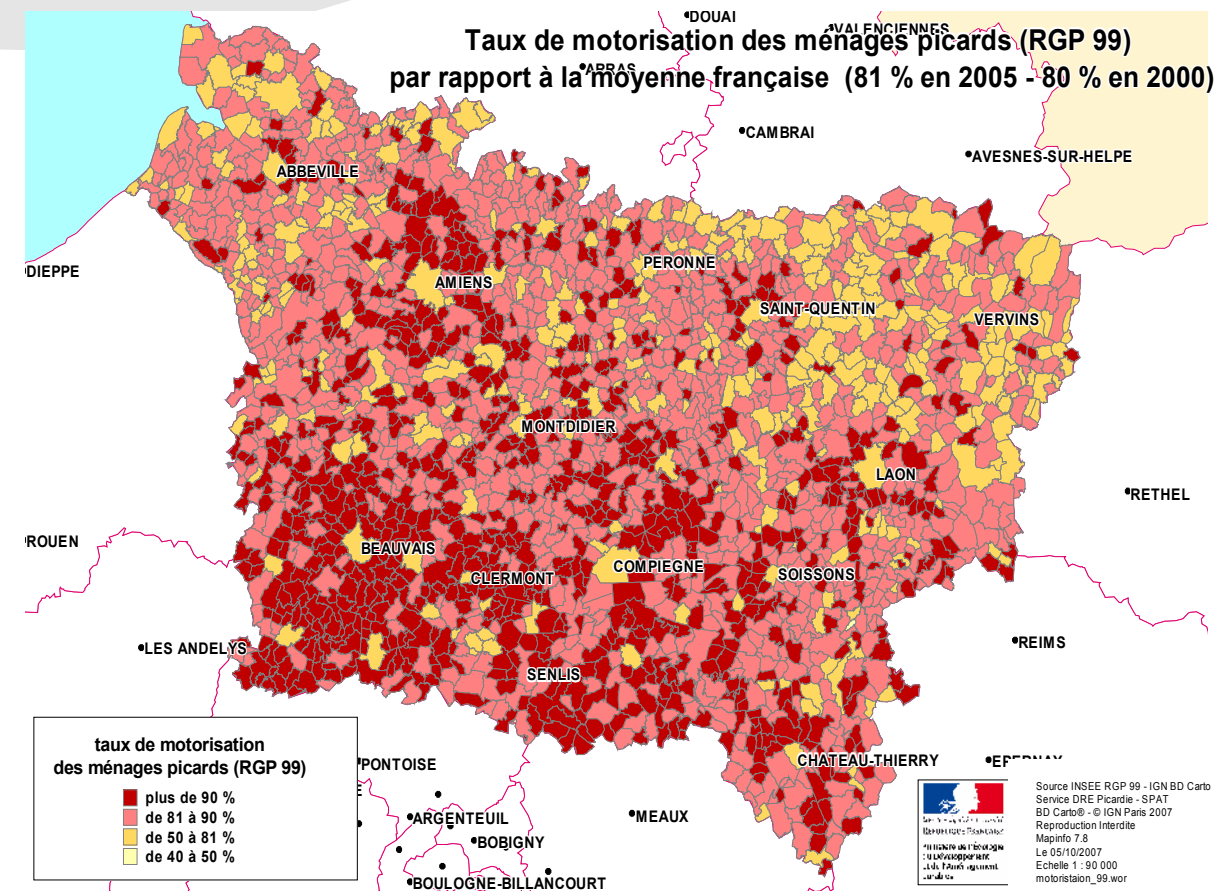 DOUAI
VALENCIENNES
Taux de motorisation des ménages picards (RGP 99)
ARRAS
par rapport à la moyenne française (81 % en 2005 - 80 % en 2000)
CAMBRAI
AVESNES-SUR-HELPE
ABBEVILLE
DIEPPE
PERONNE
AMIENS
SAINT-QUENTIN
VERVINS
MONTDIDIER
LAON
RETHEL
ROUEN
BEAUVAIS
COMPIEGNE
CLERMONT
SOISSONS
REIMS
LES ANDELYS
SENLIS
taux de motorisation
des ménages picards (RGP 99)
plus de 90 %
de 81 à 90 %
de 50 à 81 %
de 40 à 50 %
PONTOISE
CHATEAU-THIERRY
EPERNAY
ARGENTEUIL
MEAUX
BOBIGNY
BOULOGNE-BILLANCOURT
Source INSEE RGP 99 - IGN BD Carto
Service DRE Picardie - SPAT
BD Carto® - © IGN Paris 2007
Reproduction Interdite
Mapinfo 7.8
Le 05/10/2007
Echelle 1 : 90 000
motoristaion_99.wor